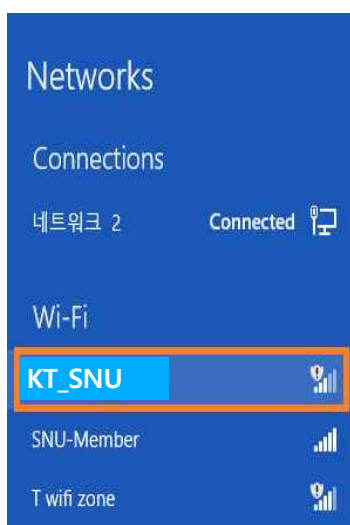 Networks
Connections
네트워크 2 Connected
Wi-Fi
KT_SNU
SNU-Member
T wifi zone